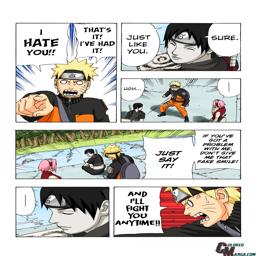 I
HATE
YOU!!
THAT'S
IT!
I'VE HAD
IT!
JUST
LIKE
YOU.
SURE.
UGH...
JUST
SAY
IT!
IF YOU'VE
GOT A
PROBLEM
WITH ME,
DON'T GIVE
ME THAT
FAKE SMILE!
AND
I'LL
FIGHT
YOU
ANYTIME!!
COLORED
MANGA.COM